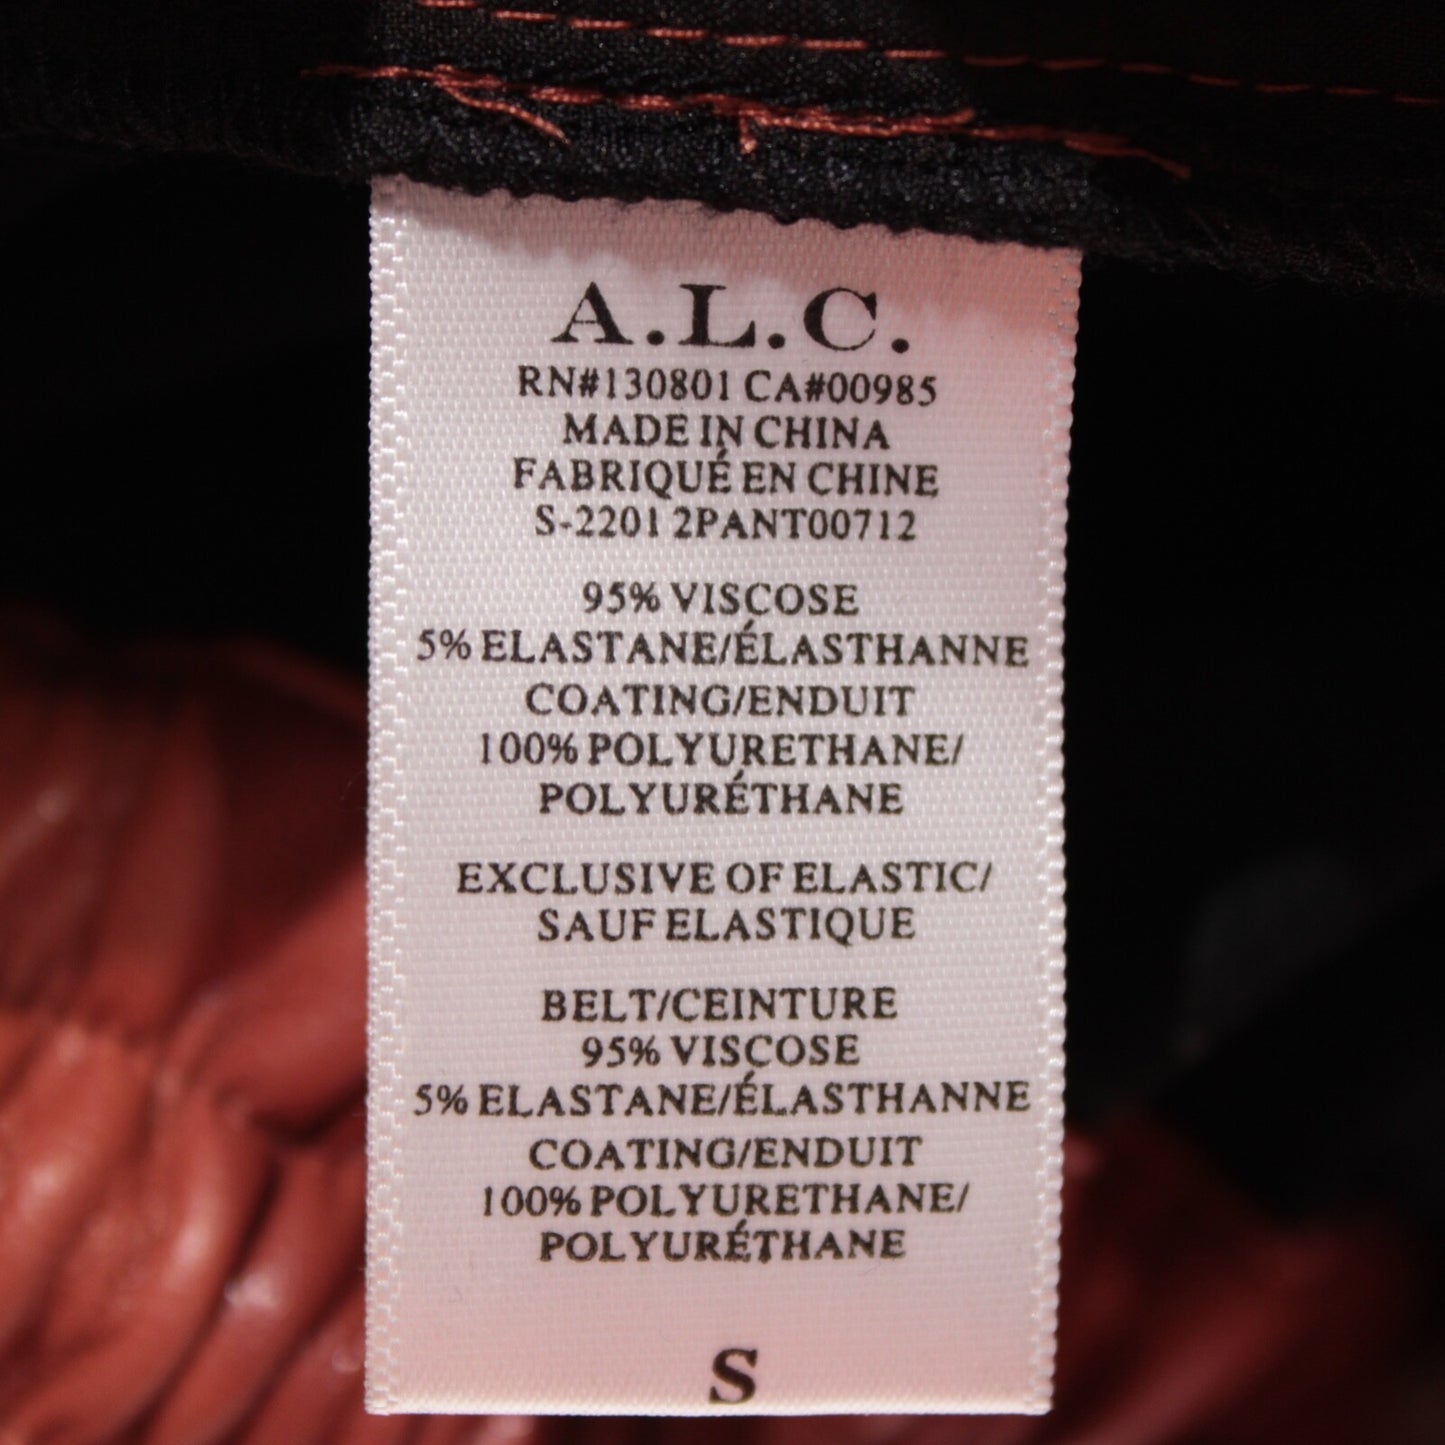 A.L.C.
RN#130801 CA#00985
MADE IN CHINA
FABRIQUÉ EN CHINE
S-2201 2PANT00712
95% VISCOSE
5% ELASTANE/ÉLASTHANNE
COATING/ENDUIT
100% POLYURETHANE/
POLYURÉTHANE
EXCLUSIVE OF ELASTIC/
SAUF ELASTIQUE
BELT/CEINTURE
95% VISCOSE
5% ELASTANE/ÉLASTHANNE
COATING/ENDUIT
100% POLYURETHANE/
POLYURÉTHANE
S